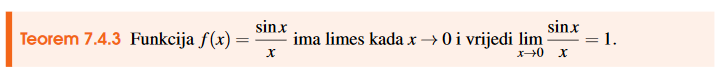 Teorem 7.4.3 Funkcija f(x) = sin x / x ima limes kada x → 0 i vrijedi lim_{x→0} sin x / x = 1.